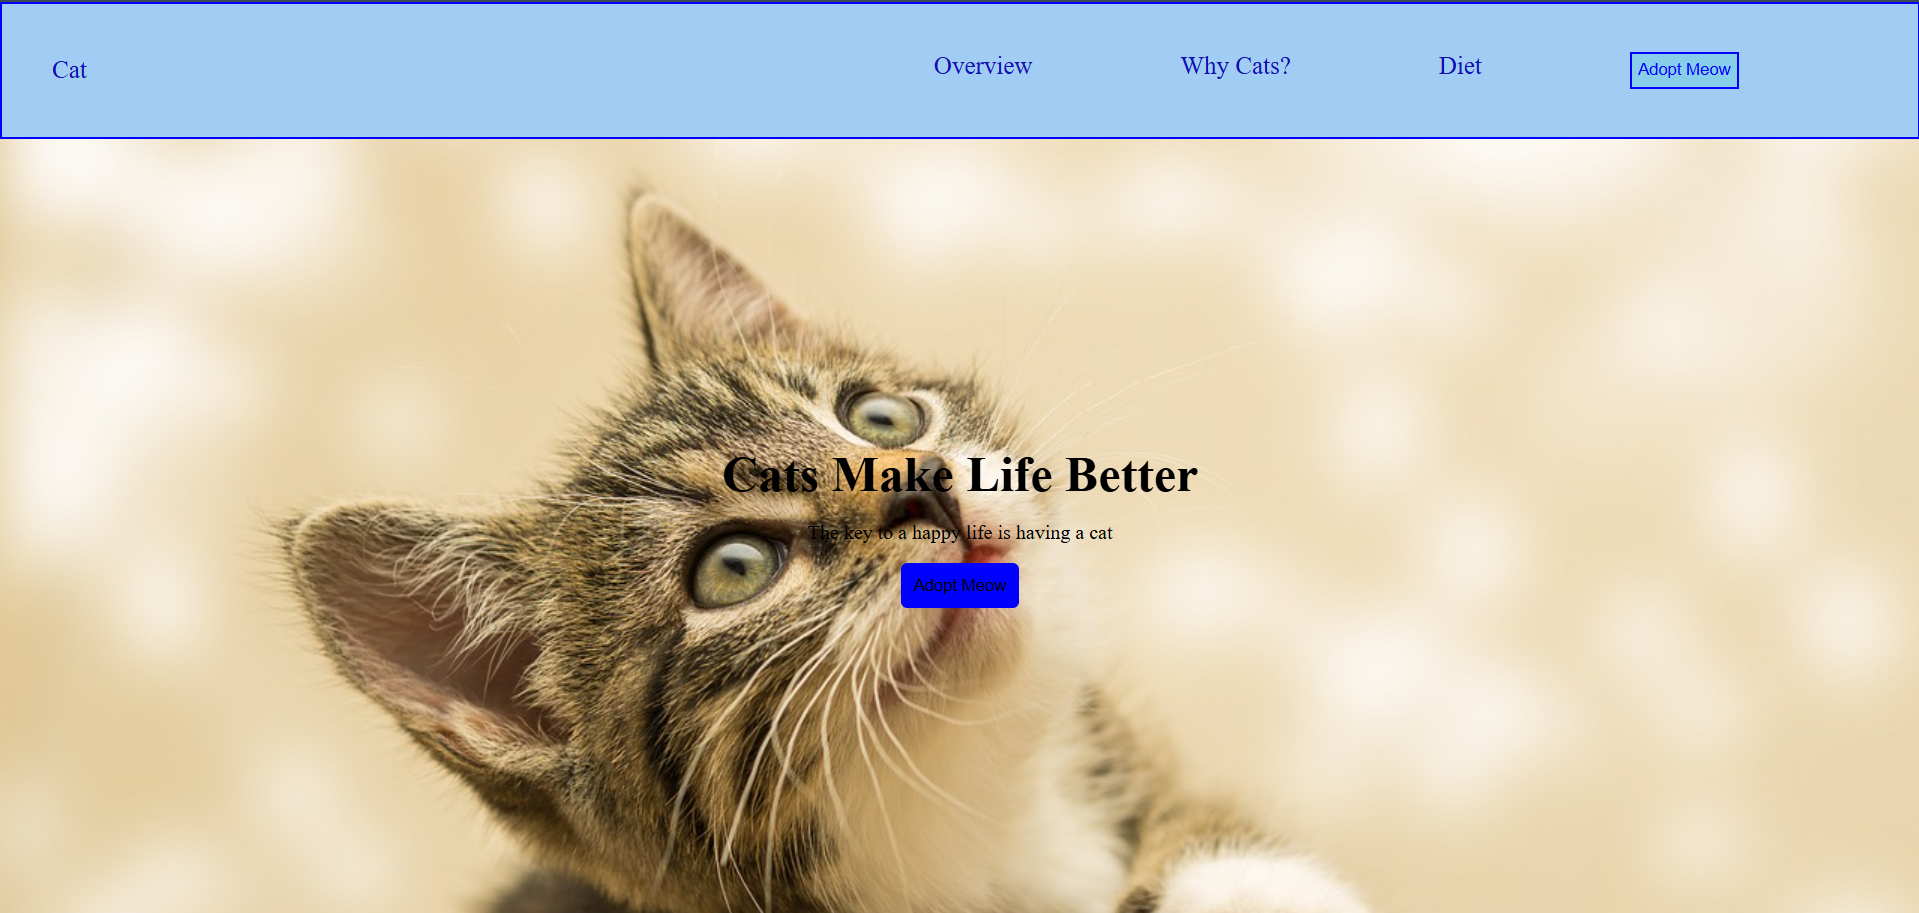 Cat
Overview
Why Cats?
Diet
Adopt Meow
Cats Make Life Better
The key to a happy life is having a cat
Adopt Meow